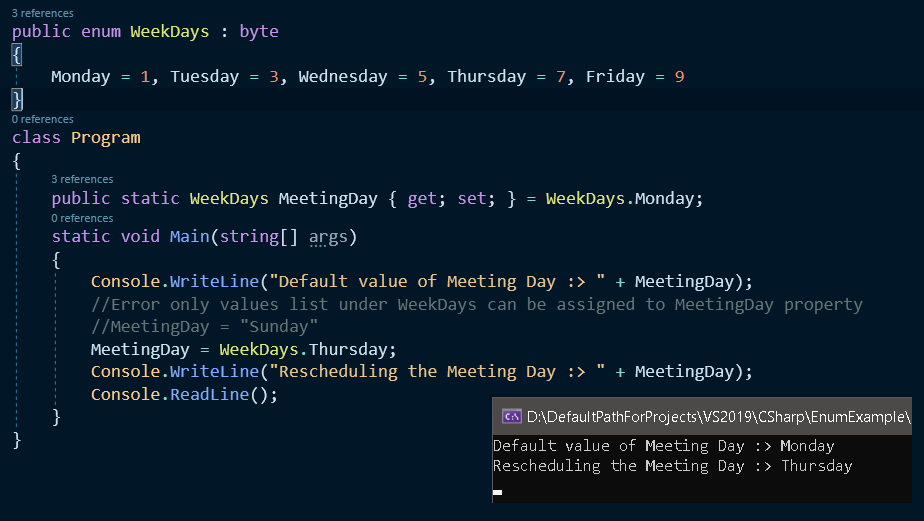 3 references
public enum WeekDays : byte
{
Monday = 1, Tuesday = 3, Wednesday = 5, Thursday = 7, Friday = 9
}
0 references
class Program
{
3 references
public static WeekDays MeetingDay { get; set; } = WeekDays.Monday;
0 references
static void Main(string[] args)
{
Console.WriteLine("Default value of Meeting Day :> " + MeetingDay);
//Error only values list under WeekDays can be assigned to MeetingDay property
//MeetingDay = "Sunday"
MeetingDay = WeekDays.Thursday;
Console.WriteLine("Rescheduling the Meeting Day :> " + MeetingDay);
Console.ReadLine();
}
}
D:\DefaultPathForProjects\VS2019\CSharp\EnumExample\
Default value of Meeting Day :> Monday
Rescheduling the Meeting Day :> Thursday